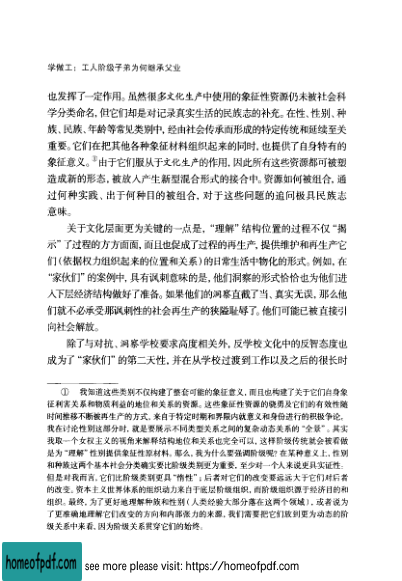 学做工：工人阶级子弟为何继承父业
也发挥了一定作用。虽然很多文化生产中使用的象征性资源仍未被社会科
学分类命名，但它们却是对记录真实生活的民族志的补充。在性、性别、种
族、民族、年龄等常见类别中，经由社会传承而形成的特定传统和延续至关
重要。它们在把其他各种象征材料组织起来的同时，也提供了自身特有的
象征意义。①由于它们服从于文化生产的作用，因此所有这些资源都可被塑
造成新的形态，被放入产生新型混合形式的接合中。资源如何被组合，通
过何种实践、出于何种目的被组合，对于这些问题的追问极具民族志
意味。
关于文化层面更为关键的一点是，“理解”结构位置的过程不仅“揭
示”了过程的方方面面，而且也促成了过程的再生产，提供维护和再生产它
们（依据权力组织起来的位置和关系）的日常生活中物化的形式。例如，在
“家伙们”的案例中，具有讽刺意味的是，他们洞察的形式恰恰也为他们进
入下层经济结构做好了准备。如果他们的洞察直截了当、真实无误，那么他
们就不必承受那讽刺性的社会再生产的狭隘耻辱了。他们可能已被直接引
向社会解放。
除了与对抗、洞察学校要求高度相关外，反学校文化中的反智态度也
成为了“家伙们”的第二天性，并在从学校过渡到工作以及之后的很长时
① 我知道这些类别不仅构建了整套可能的象征意义，而且也构建了关于它们自身象
征利害关系和物质利益的地位和关系的资源。这些象征性资源的骁勇及它们的有效性随
时间推移不断被再生产的方式，来自于特定时期和界限内就意义和身份进行的积极争论。
我在讨论性别这部分时，就是要展示不同类型关系之间的复杂动态关系的“全景”。其实
我取一个女权主义的视角来解释结构地位和关系也完全可以，这样阶级传统就会被看做
是为“理解”性别提供象征性原材料。那么，我为什么要强调阶级呢？在某种意义上，性别
和种族这两个基本社会分类确实要比阶级类别更为重要，至少对一个人来说更具实证性；
但是对我而言，它们比阶级类别更具“惰性”；后者对它们的改变要远远大于它们对后者
的改变。资本主义世界体系的组织动力来自于底层阶级组织，而阶级组织源于经济目的和
组织。最终，为了更好地理解种族和性别（人类经验大部分落在这两个领域），或者说为
了更准确地理解它们改变的方向和内部张力的来源，我们需要把它们放到更为动态的阶
级关系中来看，因为阶级关系贯穿它们的始终。
homeofpdf.com
see more please visit: https://homeofpdf.com